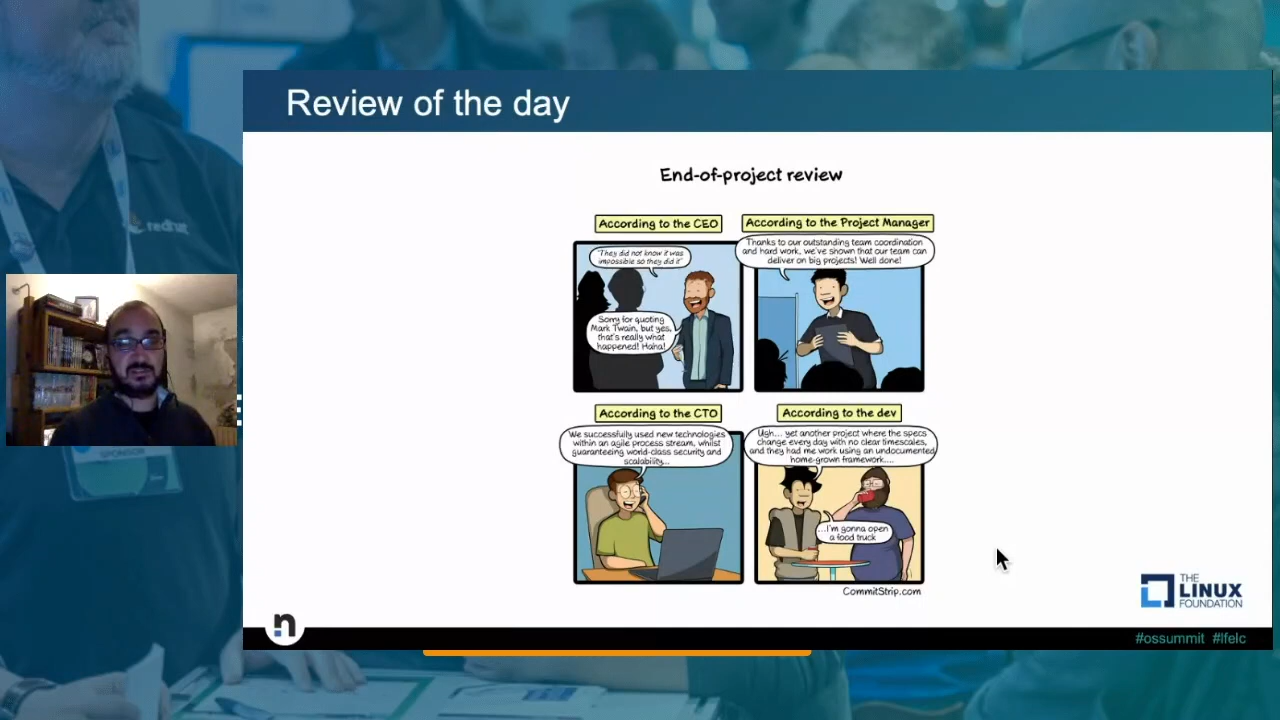 Review of the day
End-of-project review
According to the CEO
"They did not know it was
impossible so they did it"
Sorry for quoting
Mark Twain, but yes,
that's really what
happened! Haha!
According to the Project Manager
Thanks to our outstanding team coordination
and hard work, we've shown that our team can
deliver on big projects! Well done!
According to the CTO
We successfully used new technologies
within an agile process stream, whilst
guaranteeing world-class security and
scalability...
According to the dev
Ugh... yet another project where the specs
change every day with no clear timescales,
and they had me work using an undocumented
home-grown framework....
...I'm gonna open
a food truck
CommitStrip.com
THE
LINUX
FOUNDATION
n
#ossummit #lfelc
redhat
SPONSOR